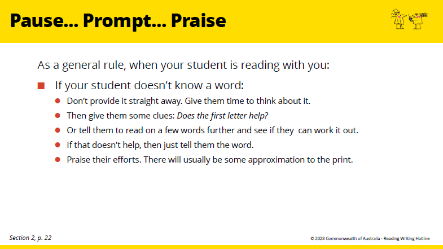 Pause... Prompt... Praise
As a general rule, when your student is reading with you:
If your student doesn't know a word:
Don't provide it straight away. Give them time to think about it.
Then give them some clues: Does the first letter help?
Or tell them to read on a few words further and see if they can work it out.
If that doesn't help, then just tell them the word.
Praise their efforts. There will usually be some approximation to the print.
Section 2, p. 22
© 2023 Commonwealth of Australia - Reading Writing Hotline